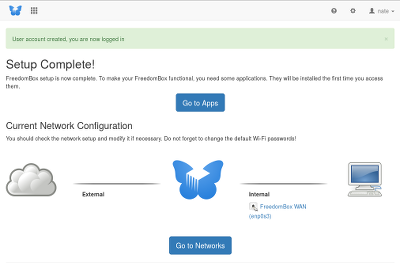 nate
User account created, you are now logged in
×
Setup Complete!
FreedomBox setup is now complete. To make your FreedomBox functional, you need some applications. They will be installed the first time you access
them.
Go to Apps
Current Network Configuration
You should check the network setup and modify it if necessary. Do not forget to change the default Wi-Fi passwords!
External
Internal
FreedomBox WAN
(enp0s3)
Go to Networks